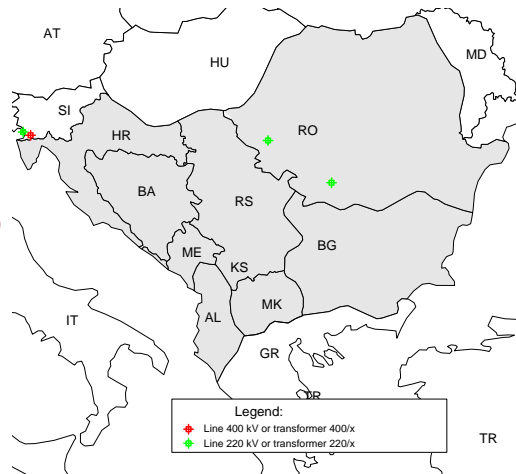 AT
MD
HU
SI
HR
RO
BA
RS
BG
ME
KS
IT
AL
MK
GR
TR
Legend:
Line 400 kV or transformer 400/x
Line 220 kV or transformer 220/x
TR